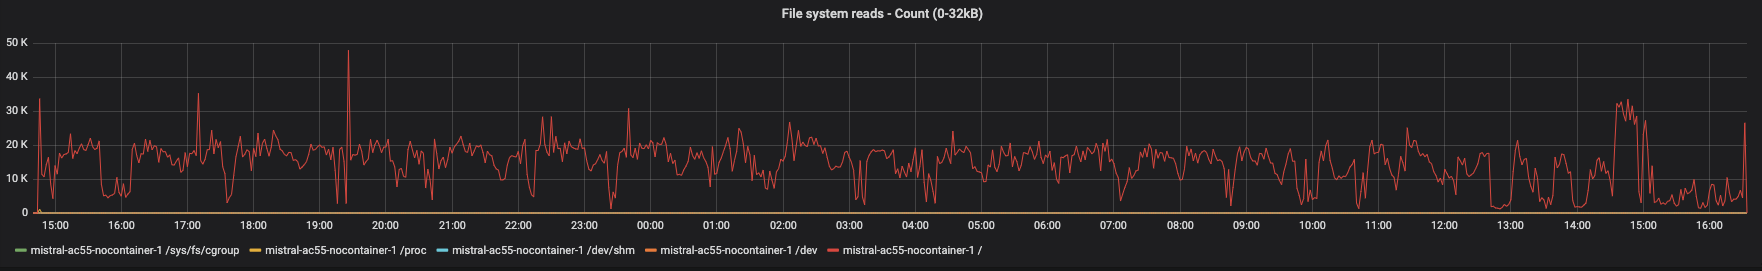 File system reads - Count (0-32kB)
50 K
40 K
30 K
20 K
10 K
0
15:00 16:00 17:00 18:00 19:00 20:00 21:00 22:00 23:00 00:00 01:00 02:00 03:00 04:00 05:00 06:00 07:00 08:00 09:00 10:00 11:00 12:00 13:00 14:00 15:00 16:00
mistral-ac55-nocontainer-1 /sys/fs/cgroup mistral-ac55-nocontainer-1 /proc mistral-ac55-nocontainer-1 /dev/shm mistral-ac55-nocontainer-1 /dev mistral-ac55-nocontainer-1 /